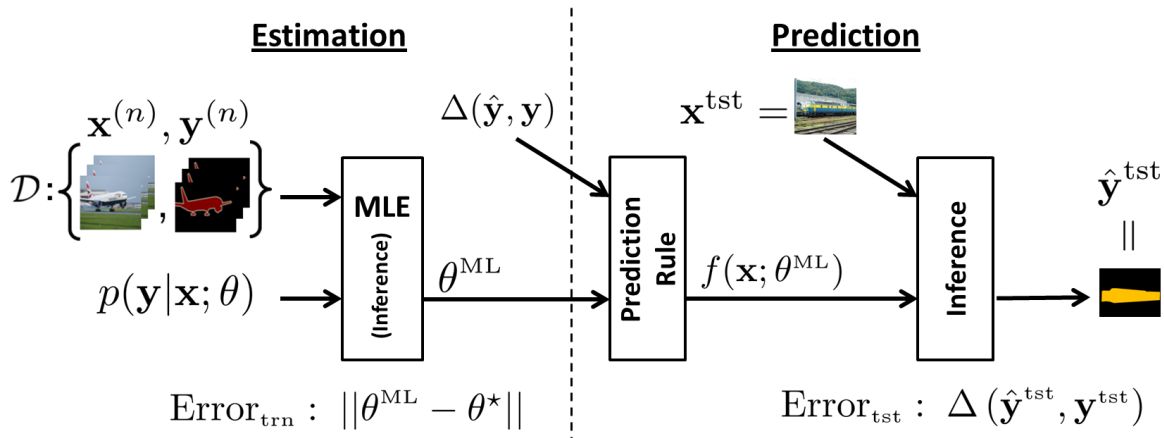 Estimation
Prediction
x^(n), y^(n)
𝒟:{ , }
p(y|x; θ)
MLE
(Inference)
θ^ML
Δ(ŷ, y)
Prediction
Rule
f(x; θ^ML)
x^tst =
Inference
ŷ^tst
||
Error_trn : ||θ^ML − θ^⋆||
Error_tst : Δ (ŷ^tst, y^tst)